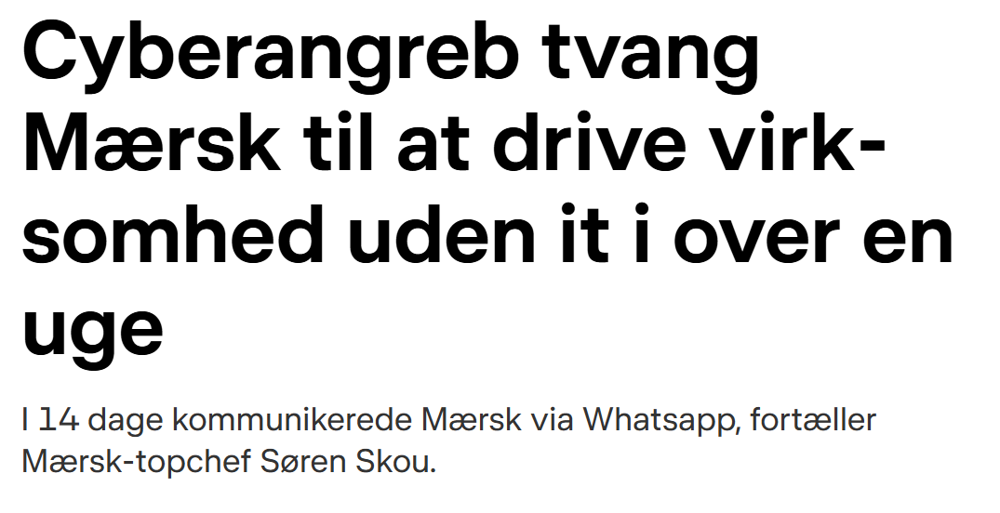 Cyberangreb tvang
Mærsk til at drive virk-
somhed uden it i over en
uge
I 14 dage kommunikerede Mærsk via Whatsapp, fortæller
Mærsk-topchef Søren Skou.